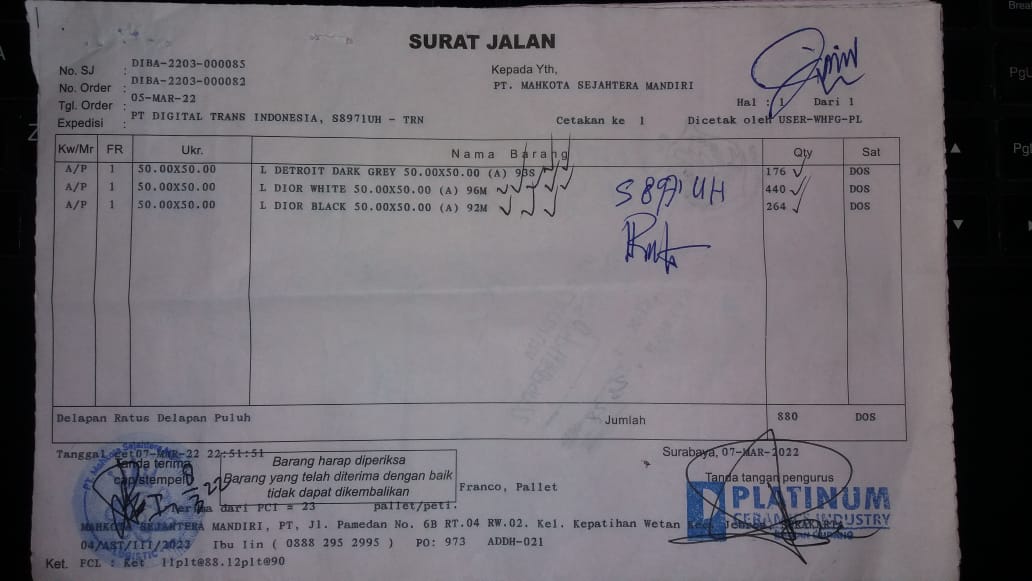 SURAT JALAN
No. SJ : DIBA-2203-000085
No. Order : DIBA-2203-000082
Tgl. Order : 05-MAR-22
Expedisi : PT DIGITAL TRANS INDONESIA, S8971UH - TRN
Kepada Yth,
PT. MAHKOTA SEJAHTERA MANDIRI
Hal : 1 Dari 1
Cetakan ke 1 Dicetak oleh USER-WHFG-PL
Kw/Mr FR Ukr. Nama Barang Qty Sat
A/P 1 50.00X50.00 L DETROIT DARK GREY 50.00X50.00 (A) 93S 176 DOS
A/P 1 50.00X50.00 L DIOR WHITE 50.00X50.00 (A) 96M 440 DOS
A/P 1 50.00X50.00 L DIOR BLACK 50.00X50.00 (A) 92M 264 DOS
S8971UH
Delapan Ratus Delapan Puluh Jumlah 880 DOS
Tanggal cet07-MAR-22 22:51:51
Surabaya, 07-MAR-2022
Tanda terima
cap/stempel
Barang harap diperiksa
Barang yang telah diterima dengan baik
tidak dapat dikembalikan
Tanda tangan pengurus
Franco, Pallet
PLATINUM
CERAMICS INDUSTRY
dari FCI = 23 pallet/peti.
MAHKOTA SEJAHTERA MANDIRI, PT, Jl. Pamedan No. 6B RT.04 RW.02. Kel. Kepatihan Wetan Kec.
04/AST/III/2022 Ibu Iin ( 0888 295 2995 ) PO: 973 ADDH-021
Ket. FCL : Ket 11plt@88.12plt@90